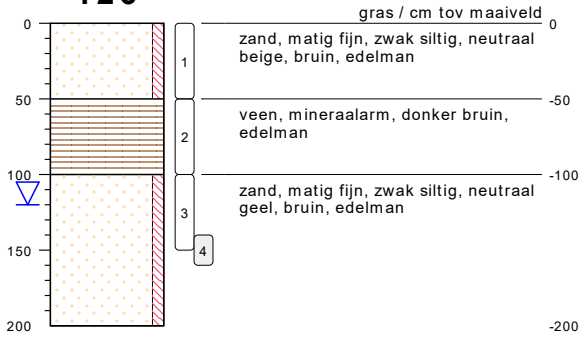 gras / cm tov maaiveld
0
0
zand, matig fijn, zwak siltig, neutraal
beige, bruin, edelman
1
50
-50
veen, mineraalarm, donker bruin,
edelman
2
100
-100
zand, matig fijn, zwak siltig, neutraal
geel, bruin, edelman
3
150
4
200
-200